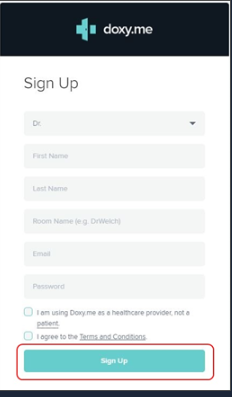 doxy.me
Sign Up
Dr.
First Name
Last Name
Room Name (e.g. DrWelch)
Email
Password
I am using Doxy.me as a healthcare provider, not a
patient.
I agree to the Terms and Conditions.
Sign Up